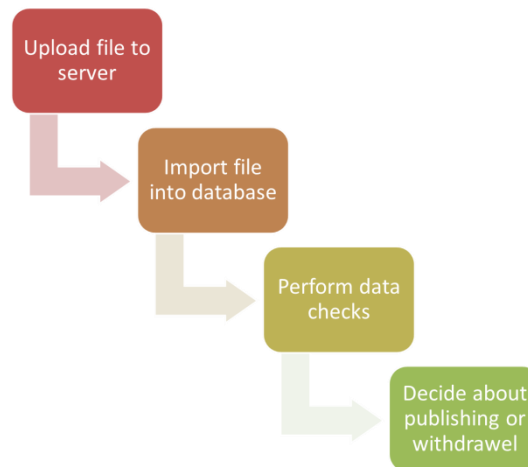 Upload file to
server
Import file
into database
Perform data
checks
Decide about
publishing or
withdrawel